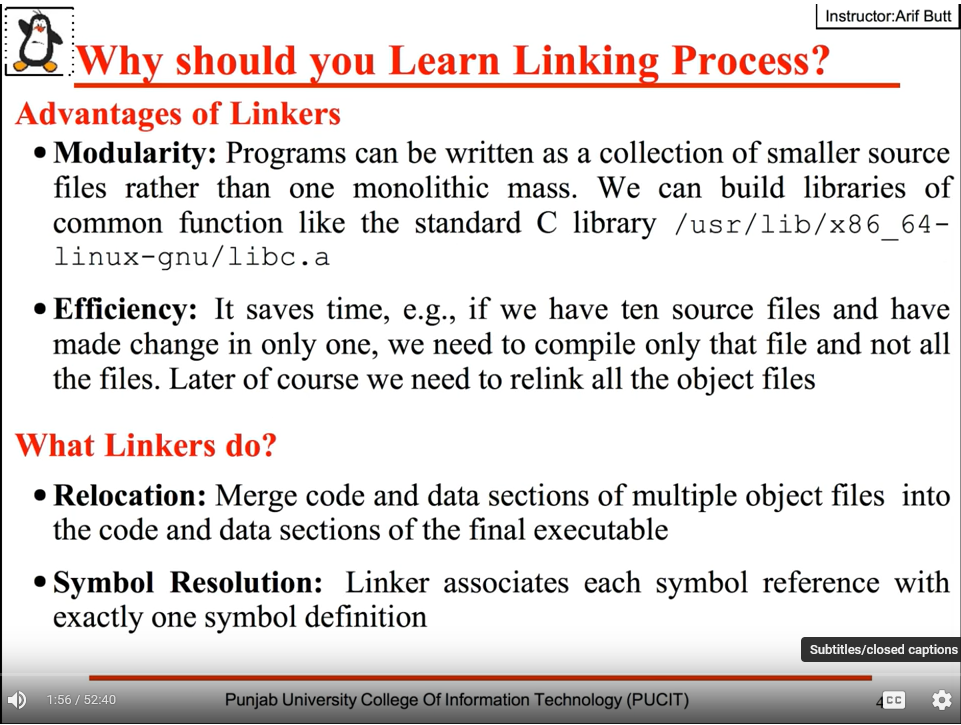 Instructor:Arif Butt
Why should you Learn Linking Process?
Advantages of Linkers
• Modularity: Programs can be written as a collection of smaller source
files rather than one monolithic mass. We can build libraries of
common function like the standard C library /usr/lib/x86_64-
linux-gnu/libc.a
• Efficiency: It saves time, e.g., if we have ten source files and have
made change in only one, we need to compile only that file and not all
the files. Later of course we need to relink all the object files
What Linkers do?
• Relocation: Merge code and data sections of multiple object files into
the code and data sections of the final executable
• Symbol Resolution: Linker associates each symbol reference with
exactly one symbol definition
Subtitles/closed captions
1:56 / 52:40
Punjab University College Of Information Technology (PUCIT)
4
CC